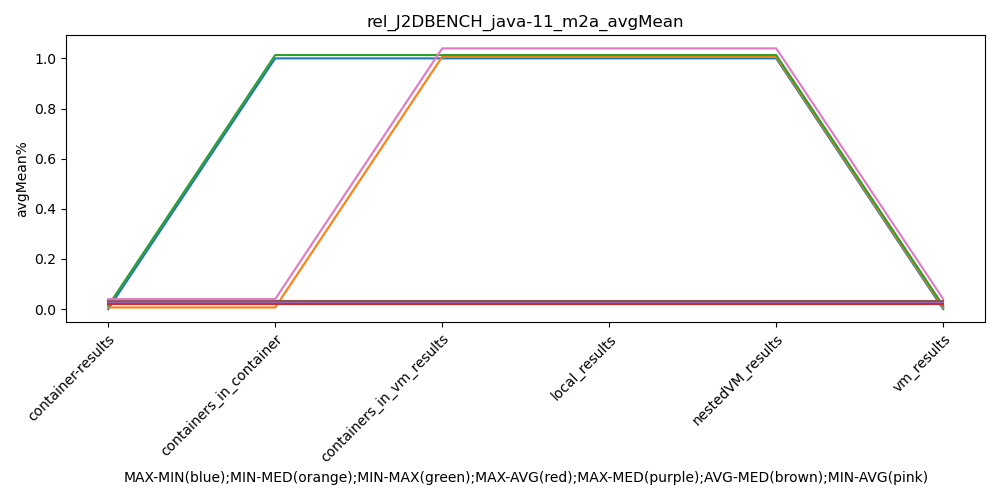 rel_J2DBENCH_java-11_m2a_avgMean
avgMean%
1.0
0.8
0.6
0.4
0.2
0.0
container-results
containers_in_container
containers_in_vm_results
local_results
nestedVM_results
vm_results
MAX-MIN(blue);MIN-MED(orange);MIN-MAX(green);MAX-AVG(red);MAX-MED(purple);AVG-MED(brown);MIN-AVG(pink)